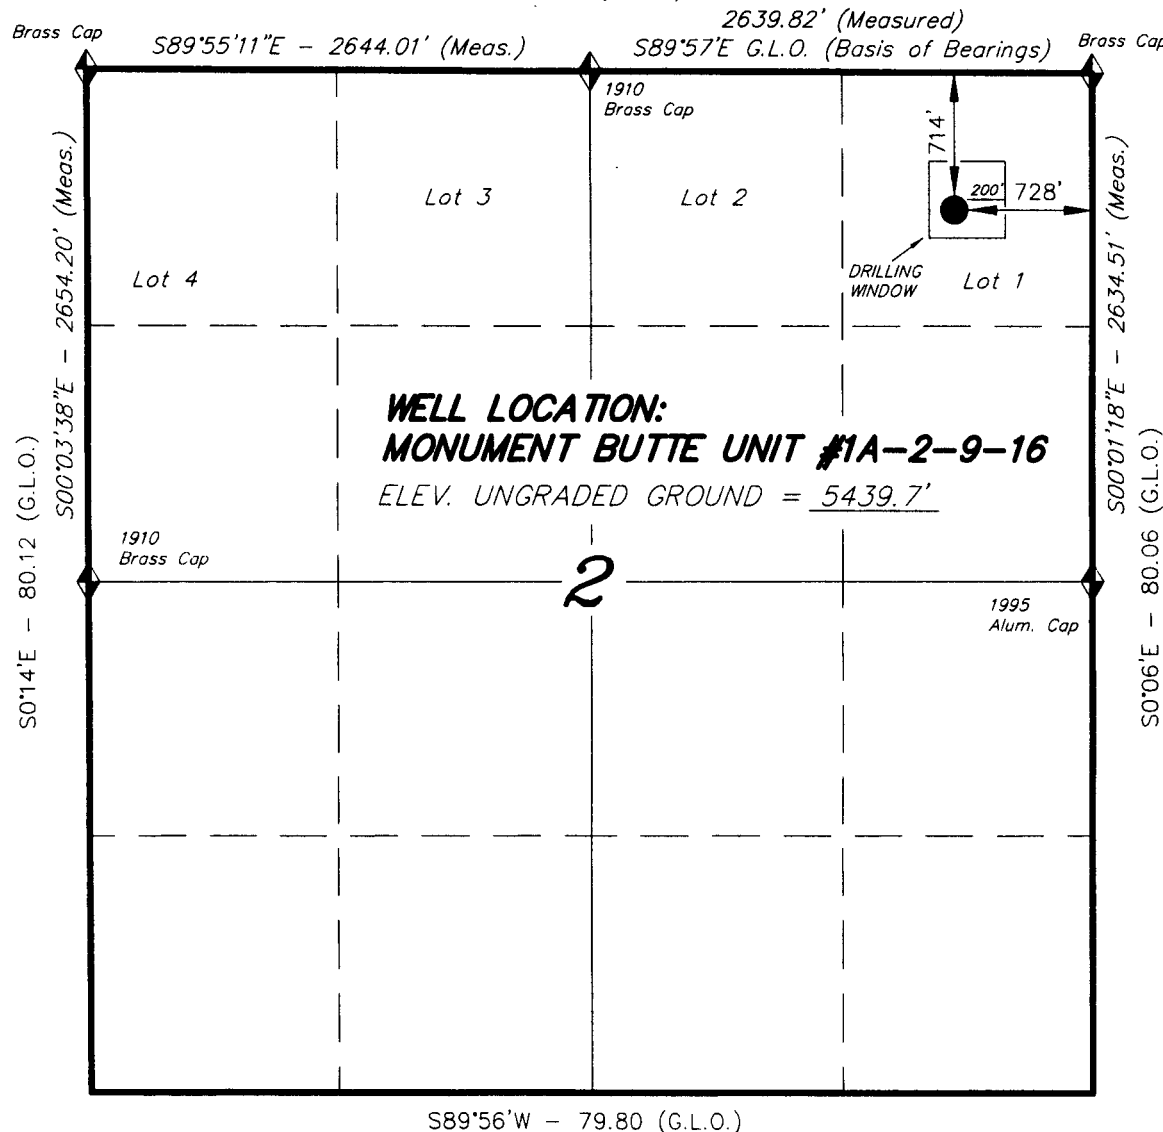 2639.82' (Measured)
Brass Cap
S89°55'11"E - 2644.01' (Meas.)
S89°57'E G.L.O. (Basis of Bearings)
Brass Cap
1910
Brass Cap
714'
200'
728'
Lot 3
Lot 2
Lot 4
DRILLING
WINDOW
Lot 1
S00°03'38"E - 2654.20' (Meas.)
S00°01'18"E - 2634.51' (Meas.)
WELL LOCATION:
MONUMENT BUTTE UNIT #1A-2-9-16
ELEV. UNGRADED GROUND = 5439.7'
S0°14'E - 80.12 (G.L.O.)
S0°06'E - 80.06 (G.L.O.)
1910
Brass Cap
2
1995
Alum. Cap
S89°56'W - 79.80 (G.L.O.)